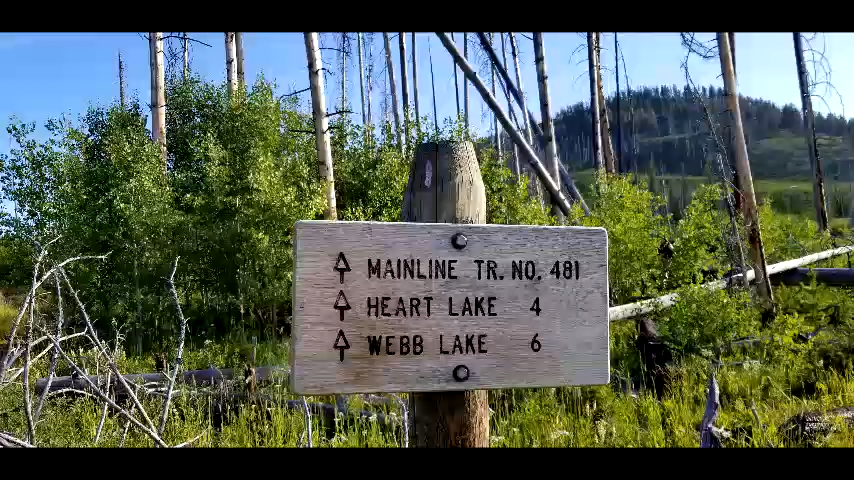 MAINLINE TR. NO. 481
HEART LAKE 4
WEBB LAKE 6